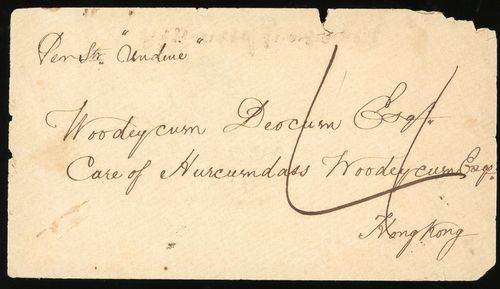 Per Str "Undine"
Woodeycum Deocum Esqr.
Care of Hurcumdass Woodeycum Esqr.
Hong Kong